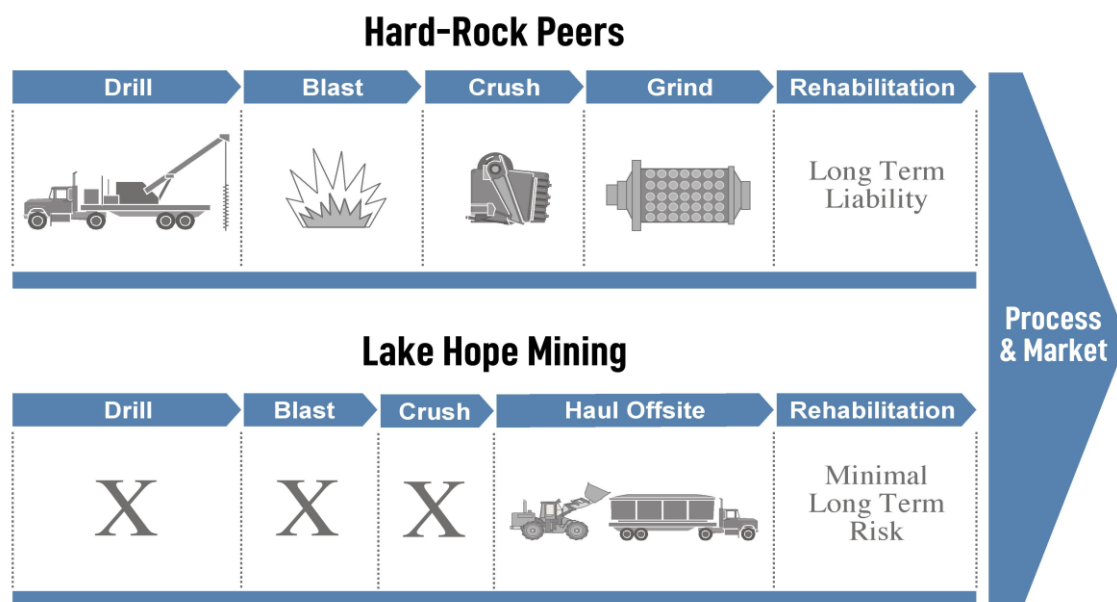 Hard-Rock Peers
Drill
Blast
Crush
Grind
Rehabilitation
Long Term
Liability
Lake Hope Mining
Drill
Blast
Crush
Haul Offsite
Rehabilitation
X
X
X
Minimal
Long Term
Risk
Process
& Market